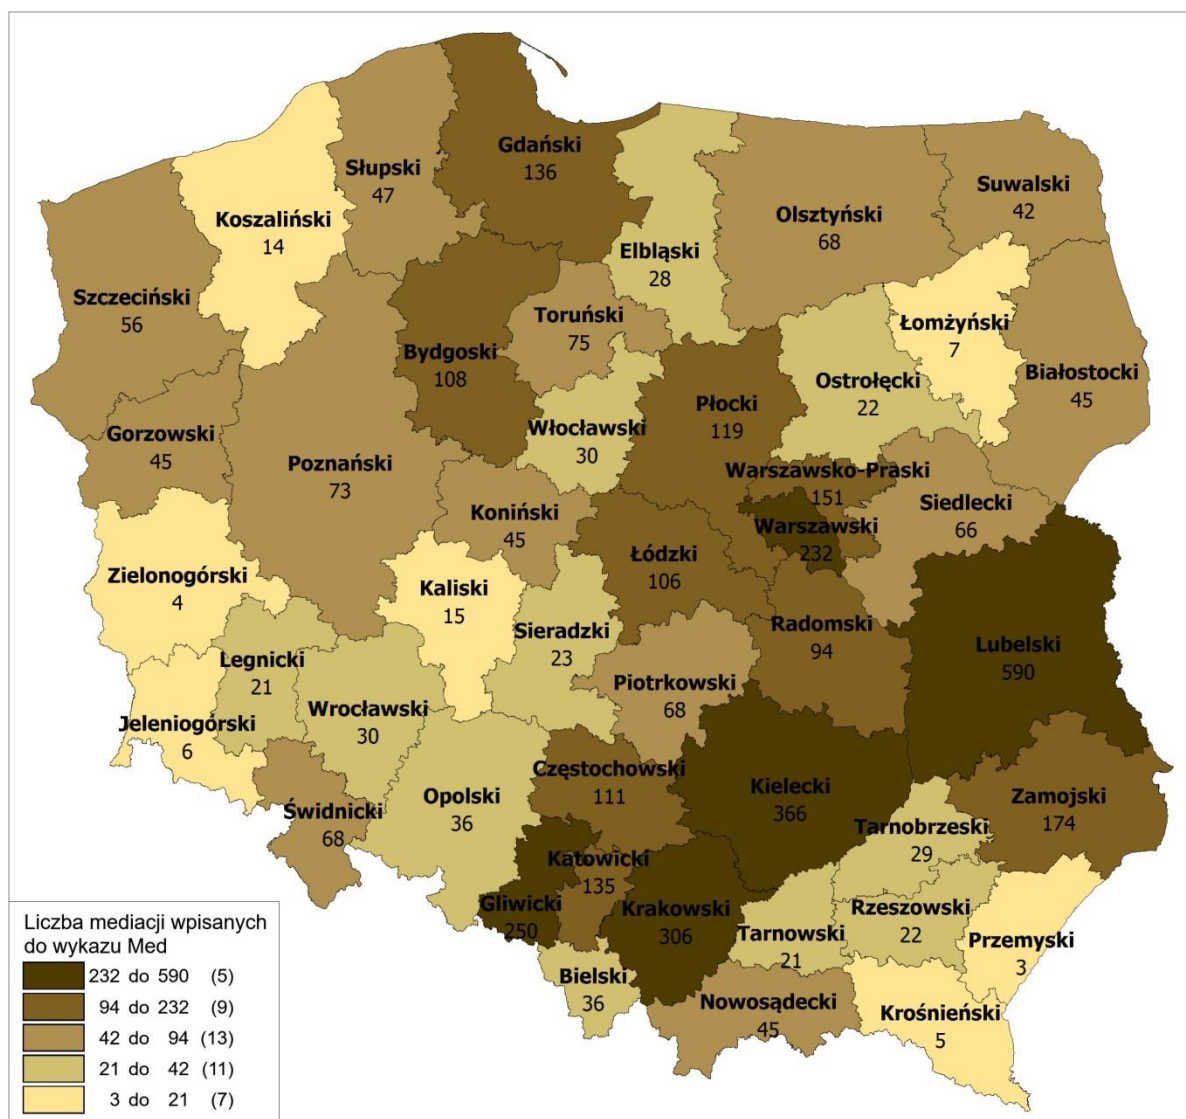 Gdański
136
Słupski
47
Suwalski
42
Koszaliński
14
Olsztyński
68
Elbląski
28
Szczeciński
56
Toruński
75
Łomżyński
7
Bydgoski
108
Białostocki
45
Ostrołęcki
22
Płocki
119
Włocławski
30
Gorzowski
45
Poznański
73
Warszawsko-Praski
151
Siedlecki
66
Koniński
45
Warszawski
232
Łódzki
106
Zielonogórski
4
Kaliski
15
Sieradzki
23
Radomski
94
Lubelski
590
Legnicki
21
Piotrkowski
68
Wrocławski
30
Jeleniogórski
6
Częstochowski
111
Kielecki
366
Opolski
36
Zamojski
174
Świdnicki
68
Tarnobrzeski
29
Katowicki
135
Gliwicki
250
Krakowski
306
Rzeszowski
22
Tarnowski
21
Przemyski
3
Bielski
36
Nowosądecki
45
Krośnieński
5
Liczba mediacji wpisanych
do wykazu Med
232 do 590 (5)
94 do 232 (9)
42 do 94 (13)
21 do 42 (11)
3 do 21 (7)